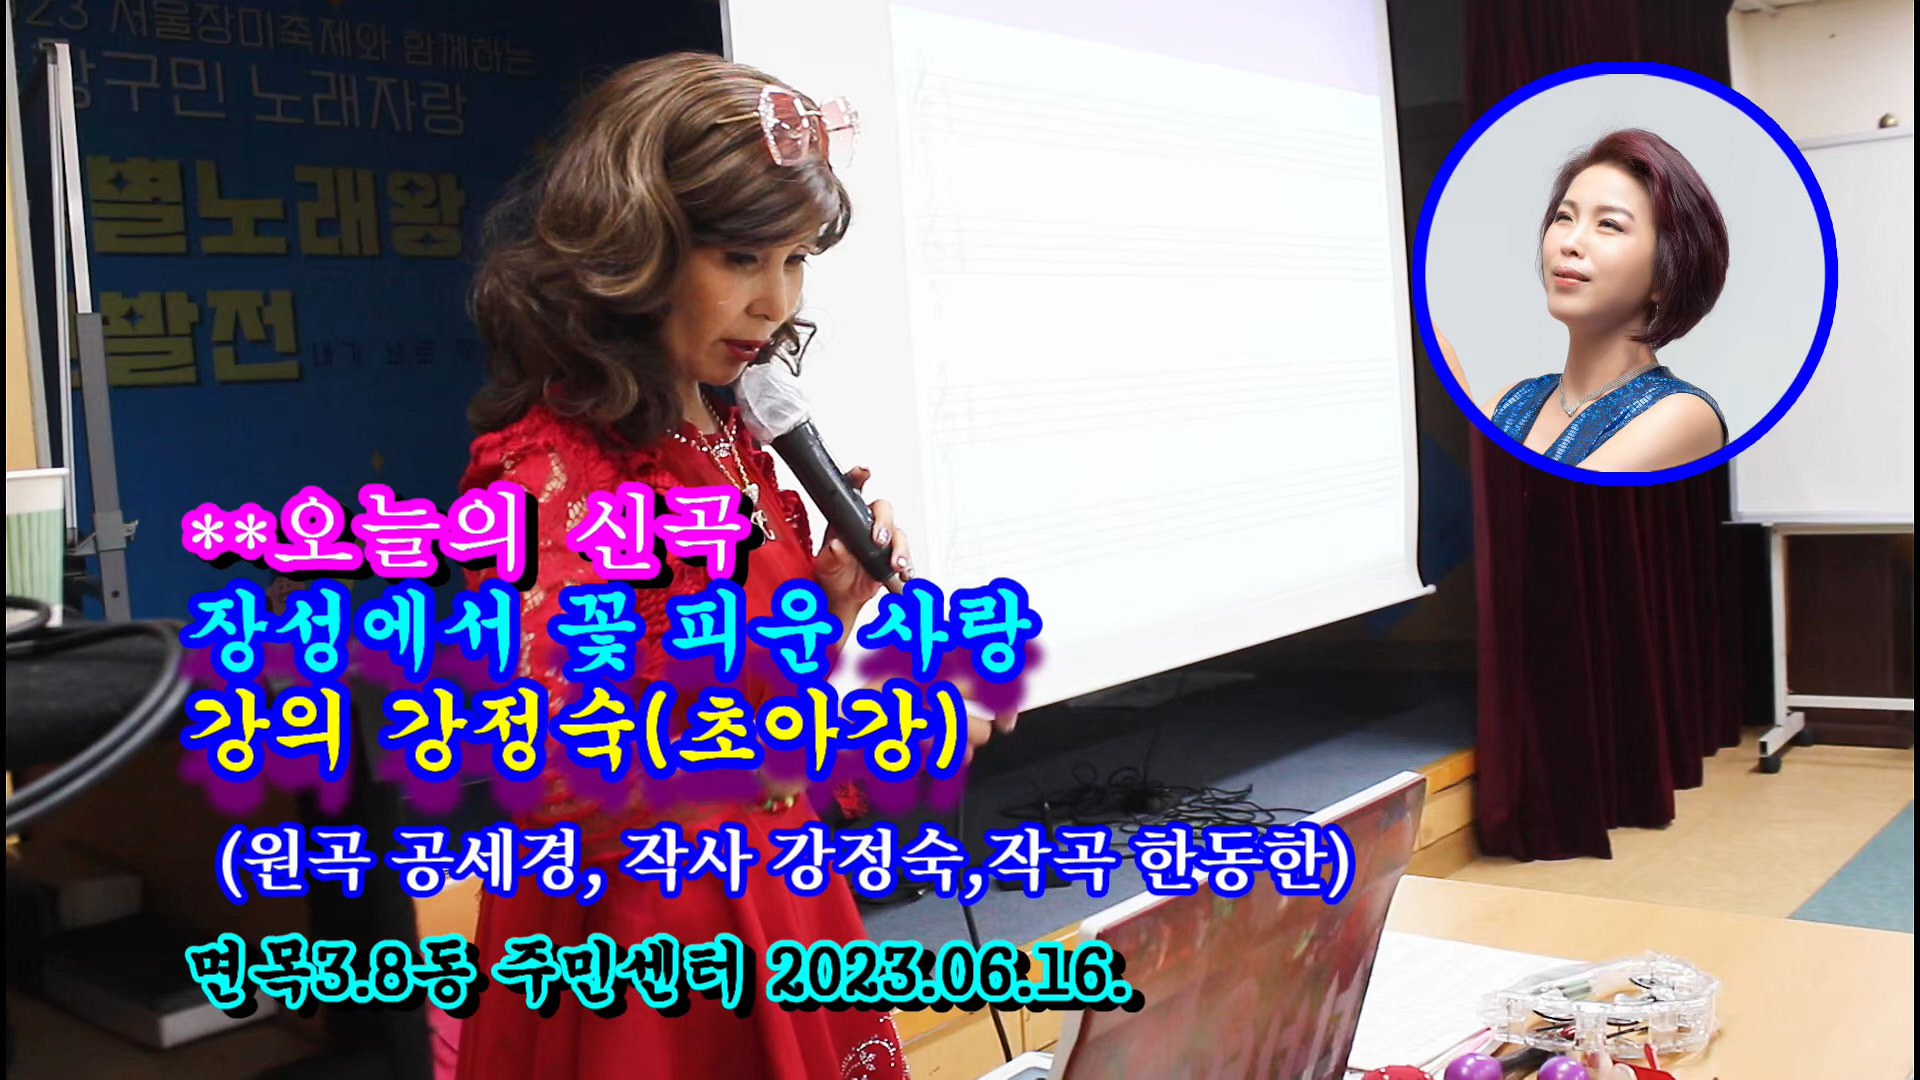 23 서울장미축제와 함께하는
랑구민 노래자랑
별노래왕
발전
**오늘의 신곡
장성에서 꽃 피운 사랑
강의 강정숙(초아강)
(원곡 공세경, 작사 강정숙,작곡 한동한)
면목3.8동 주민센터 2023.06.16.